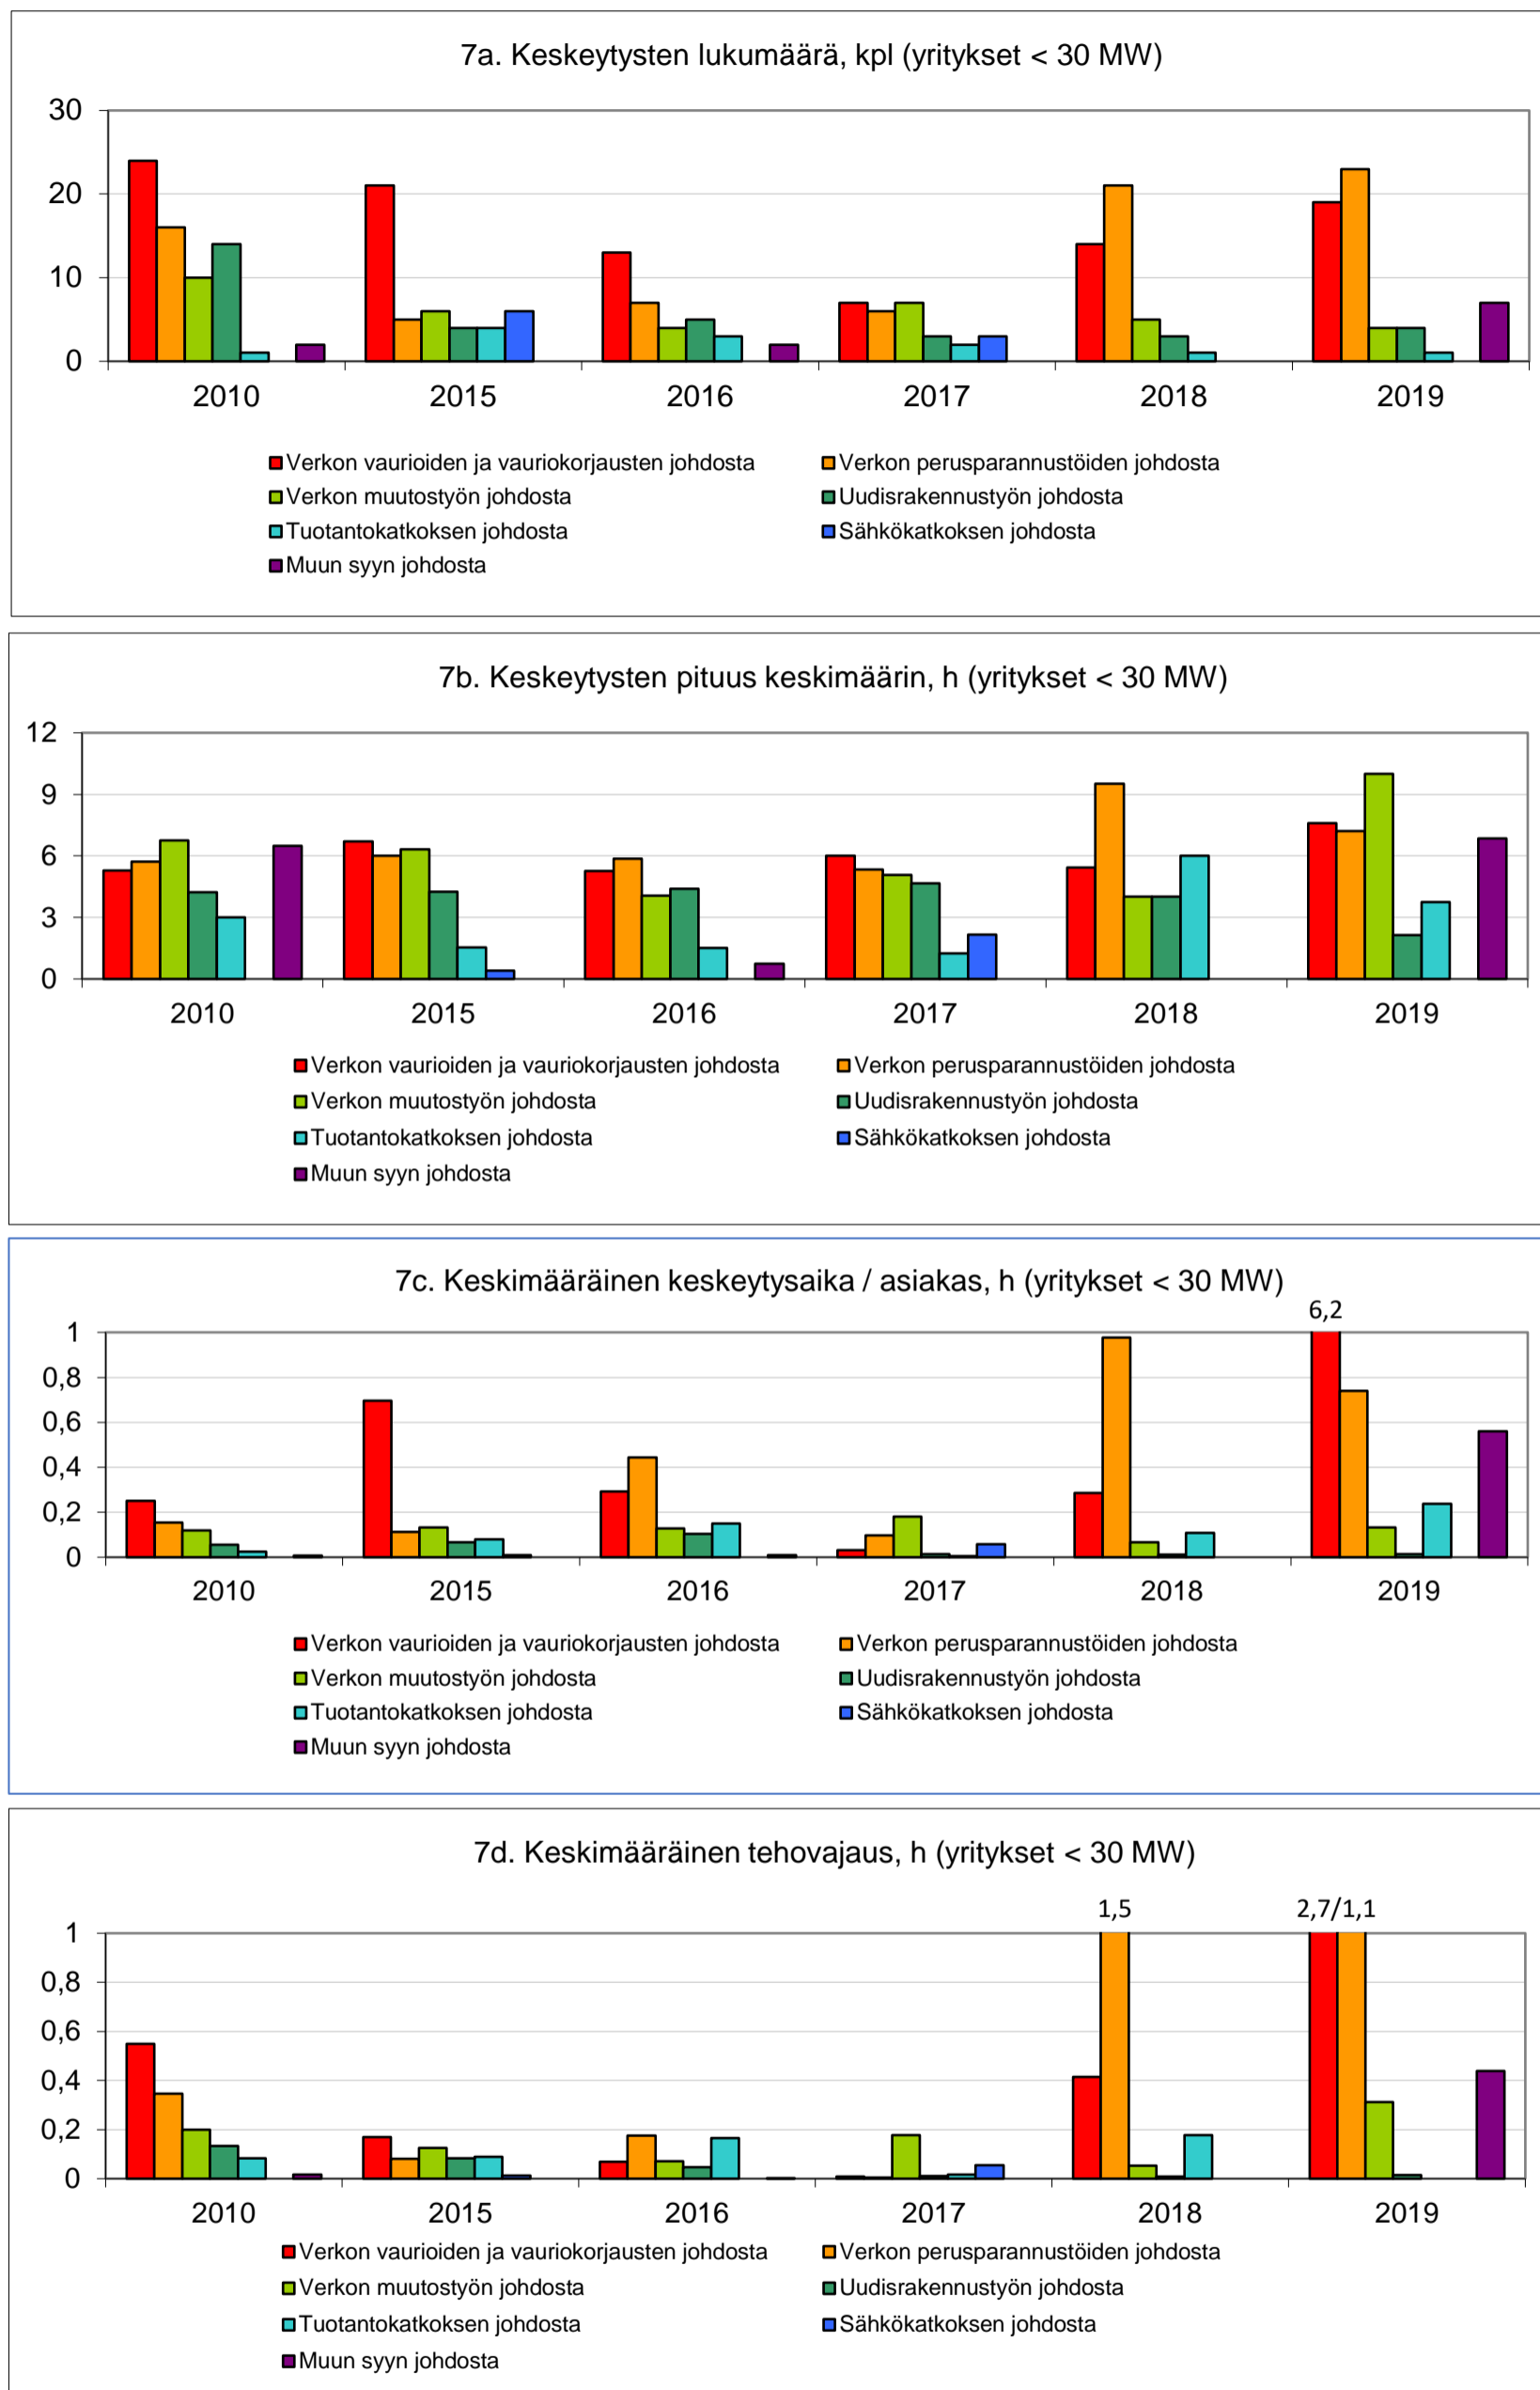 7a. Keskeytysten lukumäärä, kpl (yritykset < 30 MW)
30
20
10
0
2010 2015 2016 2017 2018 2019
Verkon vaurioiden ja vauriokorjausten johdosta Verkon perusparannustöiden johdosta
Verkon muutostyön johdosta Uudisrakennustyön johdosta
Tuotantokatkoksen johdosta Sähkökatkoksen johdosta
Muun syyn johdosta
7b. Keskeytysten pituus keskimäärin, h (yritykset < 30 MW)
12
9
6
3
0
2010 2015 2016 2017 2018 2019
Verkon vaurioiden ja vauriokorjausten johdosta Verkon perusparannustöiden johdosta
Verkon muutostyön johdosta Uudisrakennustyön johdosta
Tuotantokatkoksen johdosta Sähkökatkoksen johdosta
Muun syyn johdosta
7c. Keskimääräinen keskeytysaika / asiakas, h (yritykset < 30 MW)
6,2
1
0,8
0,6
0,4
0,2
0
2010 2015 2016 2017 2018 2019
Verkon vaurioiden ja vauriokorjausten johdosta Verkon perusparannustöiden johdosta
Verkon muutostyön johdosta Uudisrakennustyön johdosta
Tuotantokatkoksen johdosta Sähkökatkoksen johdosta
Muun syyn johdosta
7d. Keskimääräinen tehovajaus, h (yritykset < 30 MW)
1,5 2,7/1,1
1
0,8
0,6
0,4
0,2
0
2010 2015 2016 2017 2018 2019
Verkon vaurioiden ja vauriokorjausten johdosta Verkon perusparannustöiden johdosta
Verkon muutostyön johdosta Uudisrakennustyön johdosta
Tuotantokatkoksen johdosta Sähkökatkoksen johdosta
Muun syyn johdosta